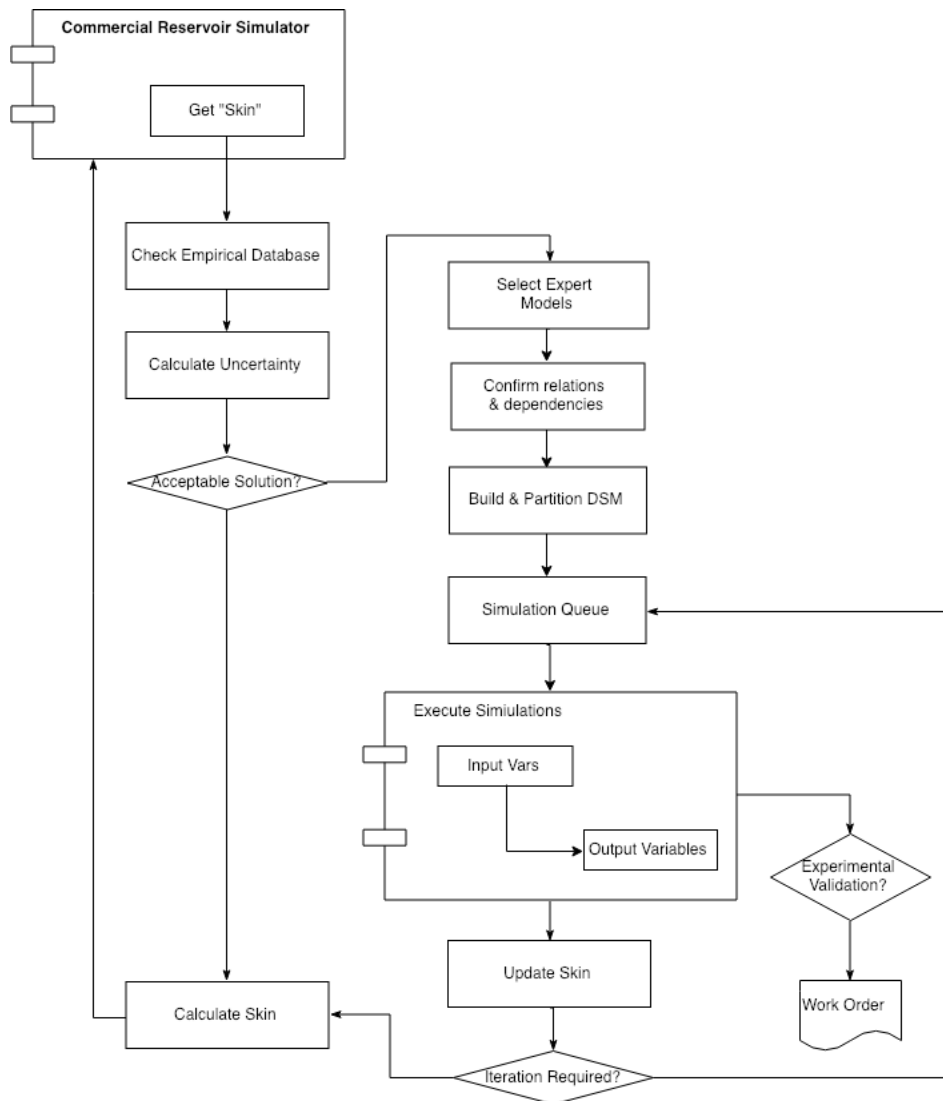 Commercial Reservoir Simulator
Get "Skin"
Check Empirical Database
Calculate Uncertainty
Acceptable Solution?
Select Expert
Models
Confirm relations
& dependencies
Build & Partition DSM
Simulation Queue
Execute Simiulations
Input Vars
Output Variables
Experimental
Validation?
Work Order
Update Skin
Iteration Required?
Calculate Skin